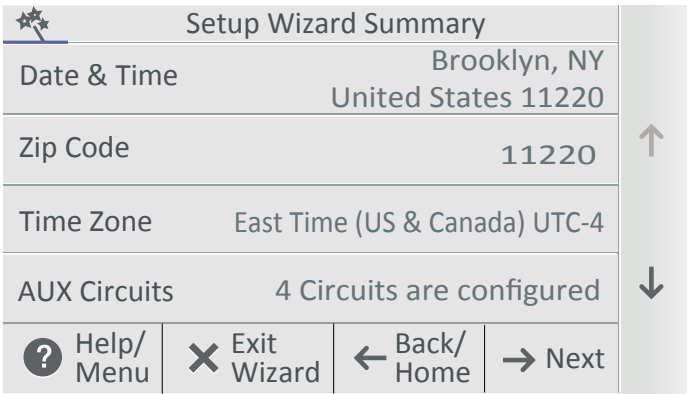 Setup Wizard Summary
Date & Time
Brooklyn, NY
United States 11220
Zip Code
11220
Time Zone
East Time (US & Canada) UTC-4
AUX Circuits
4 Circuits are configured
? Help/
Menu
Exit
Wizard
Back/
Home
Next